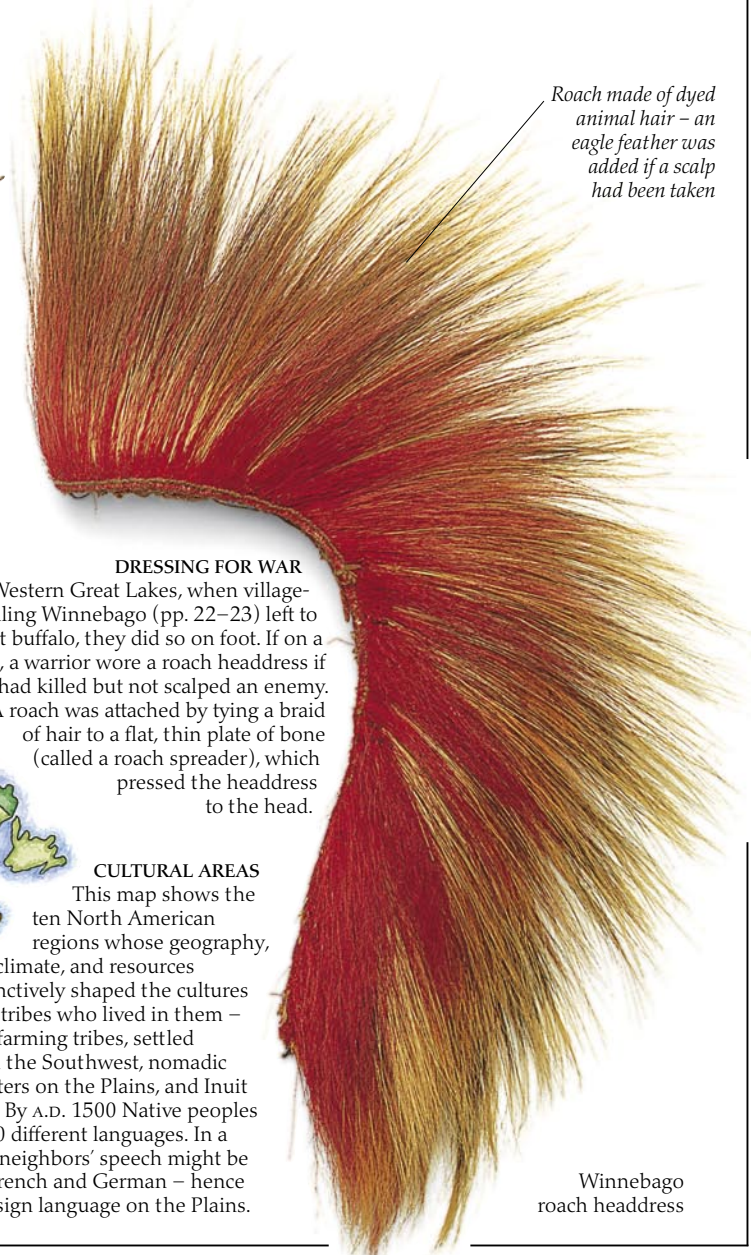 Roach made of dyed
animal hair – an
eagle feather was
added if a scalp
had been taken
DRESSING FOR WAR
Western Great Lakes, when village-
ling Winnebago (pp. 22–23) left to
t buffalo, they did so on foot. If on a
, a warrior wore a roach headdress if
had killed but not scalped an enemy.
A roach was attached by tying a braid
of hair to a flat, thin plate of bone
(called a roach spreader), which
pressed the headdress
to the head.
CULTURAL AREAS
This map shows the
ten North American
regions whose geography,
climate, and resources
nctively shaped the cultures
tribes who lived in them –
farming tribes, settled
the Southwest, nomadic
ters on the Plains, and Inuit
By A.D. 1500 Native peoples
0 different languages. In a
neighbors' speech might be
rench and German – hence
sign language on the Plains.
Winnebago
roach headdress